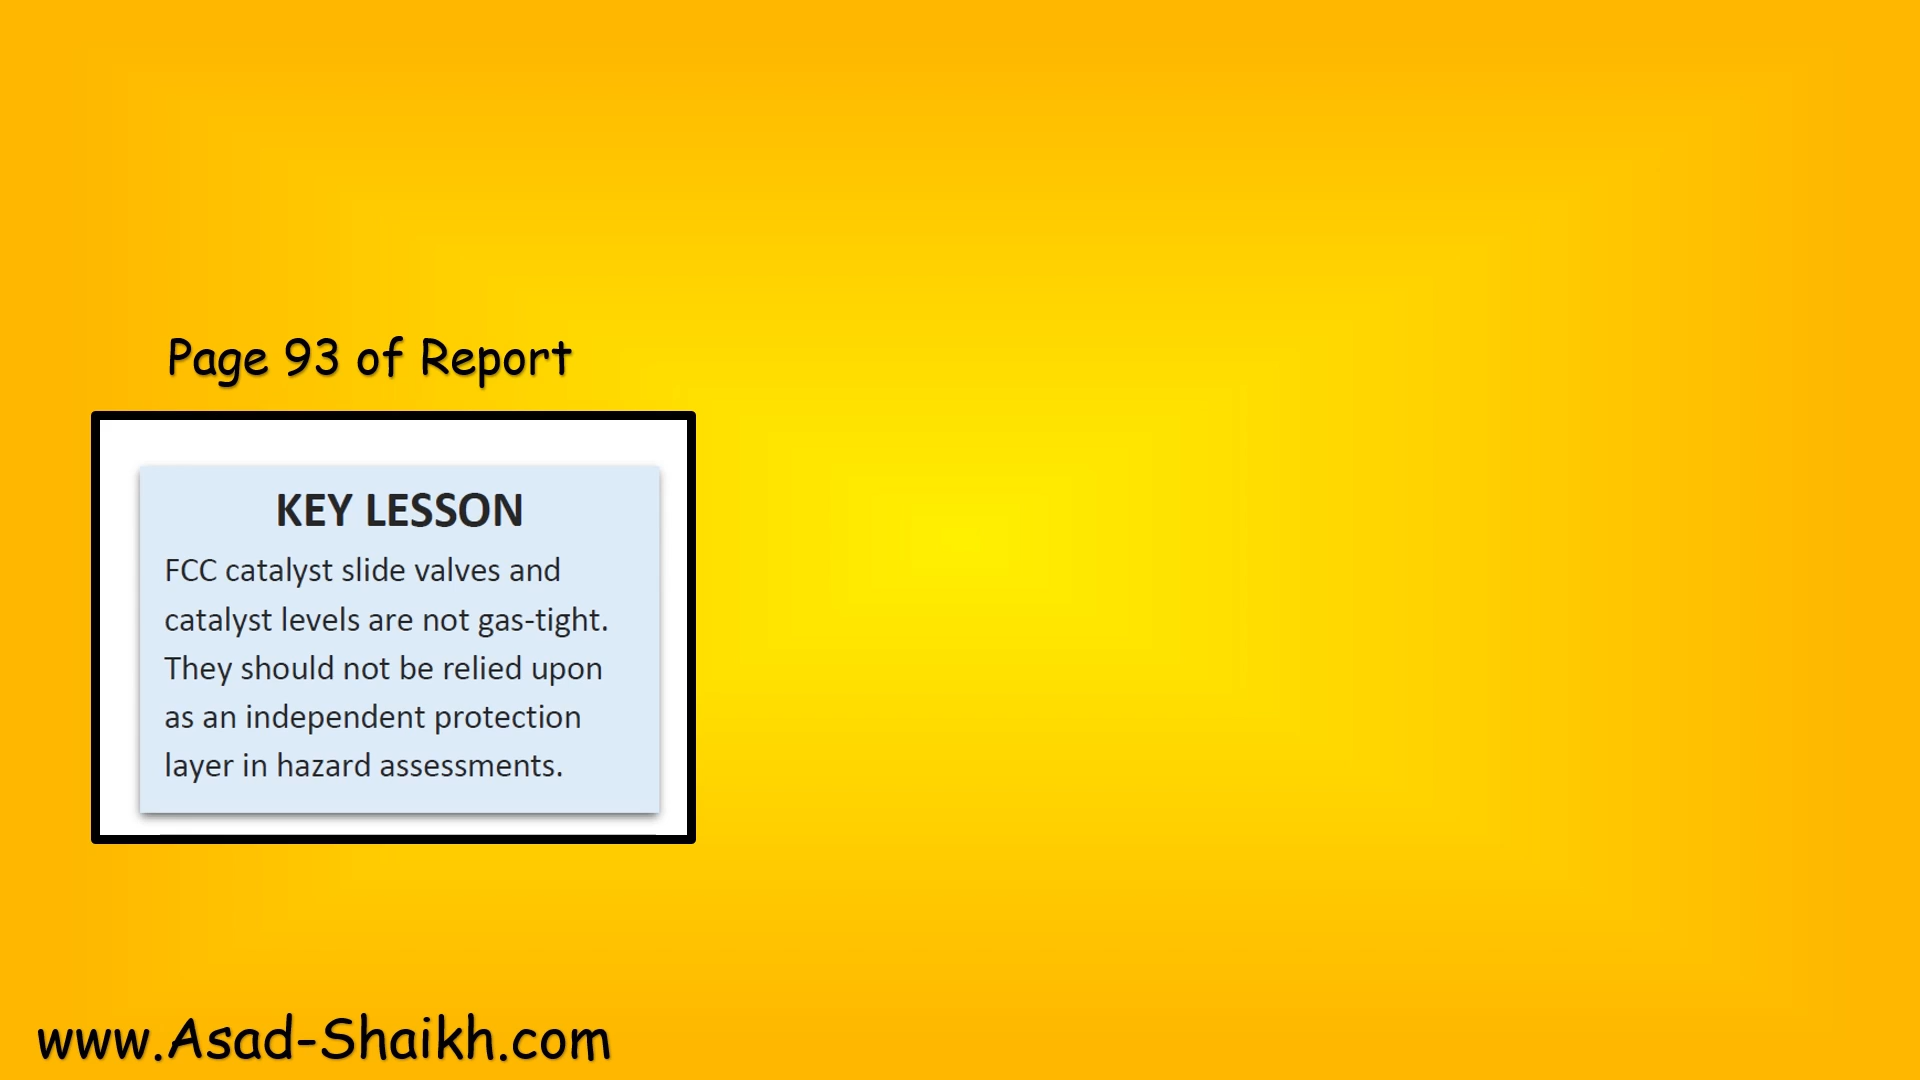 Page 93 of Report
KEY LESSON
FCC catalyst slide valves and
catalyst levels are not gas-tight.
They should not be relied upon
as an independent protection
layer in hazard assessments.
www.Asad-Shaikh.com